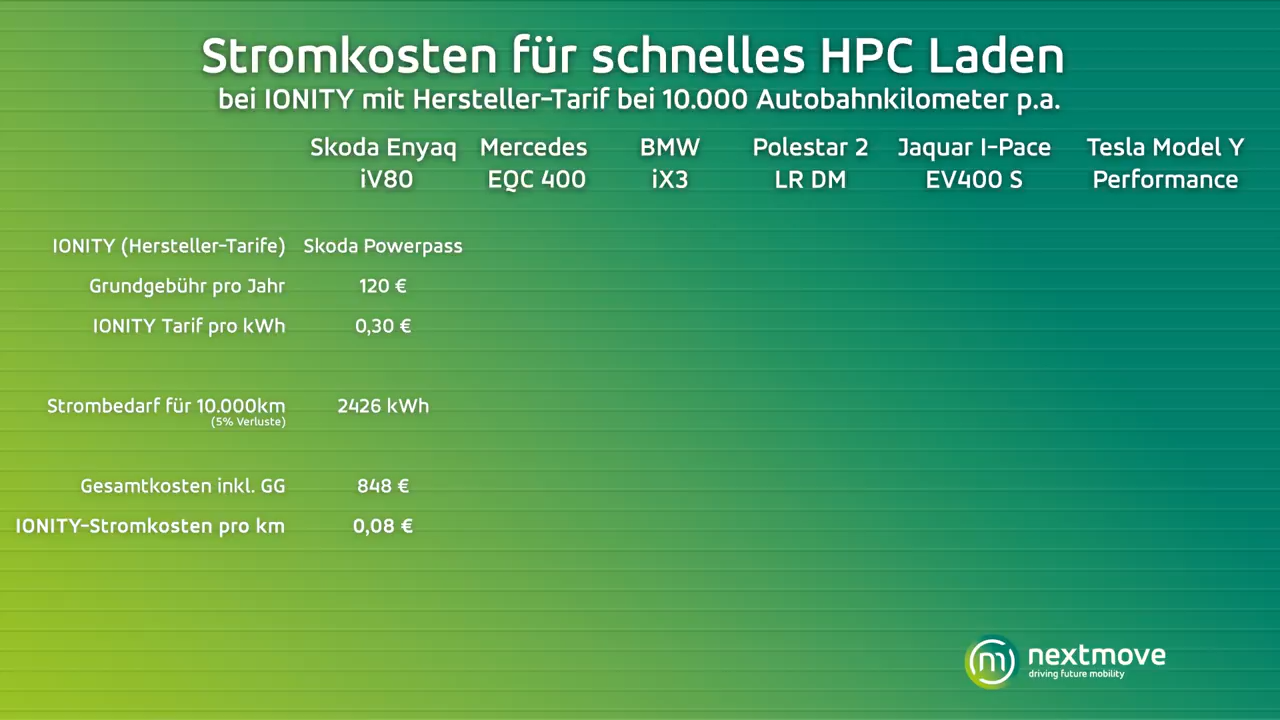 Stromkosten für schnelles HPC Laden
bei IONITY mit Hersteller-Tarif bei 10.000 Autobahnkilometer p.a.
Skoda Enyaq Mercedes BMW Polestar 2 Jaquar I-Pace Tesla Model Y
iV80 EQC 400 iX3 LR DM EV400 S Performance
IONITY (Hersteller-Tarife) Skoda Powerpass
Grundgebühr pro Jahr 120 €
IONITY Tarif pro kWh 0,30 €
Strombedarf für 10.000km 2426 kWh
(5% Verluste)
Gesamtkosten inkl. GG 848 €
IONITY-Stromkosten pro km 0,08 €
m nextmove
driving future mobility